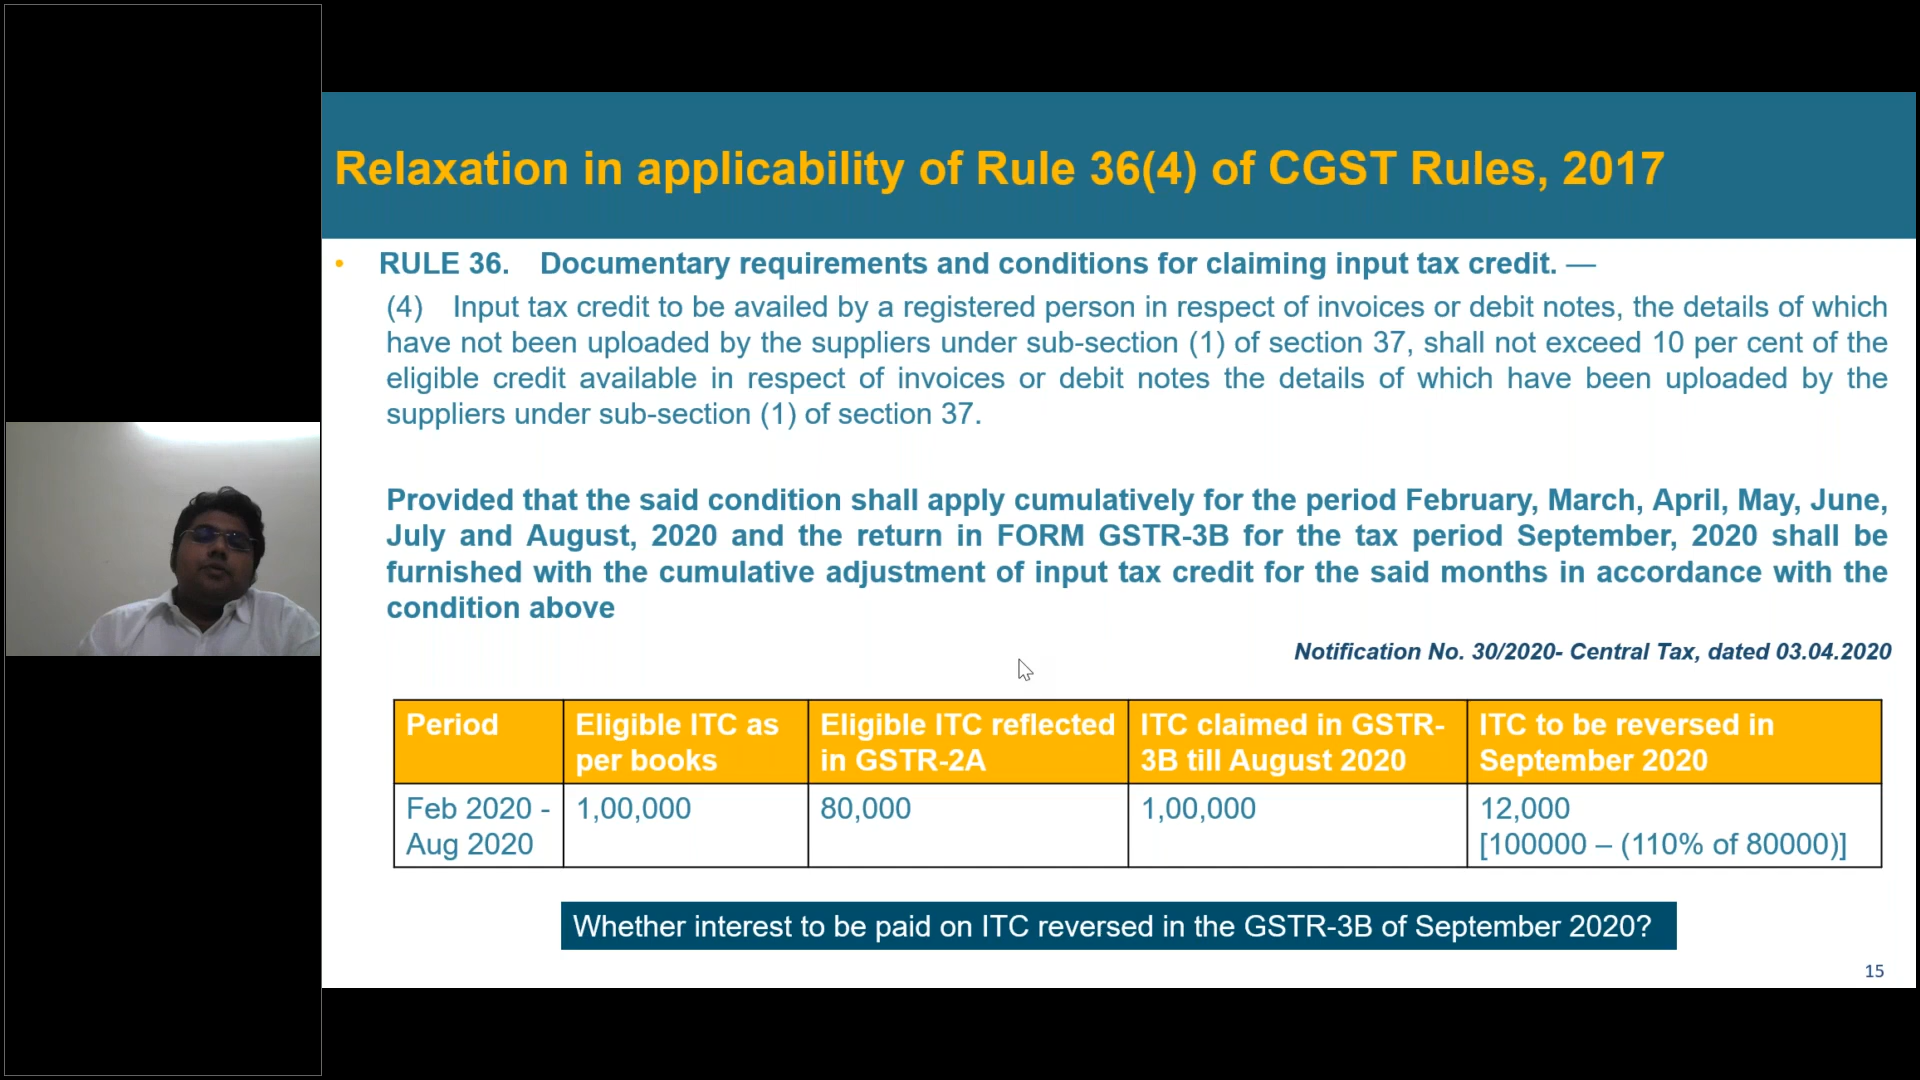 Relaxation in applicability of Rule 36(4) of CGST Rules, 2017
• RULE 36. Documentary requirements and conditions for claiming input tax credit. —
(4) Input tax credit to be availed by a registered person in respect of invoices or debit notes, the details of which
have not been uploaded by the suppliers under sub-section (1) of section 37, shall not exceed 10 per cent of the
eligible credit available in respect of invoices or debit notes the details of which have been uploaded by the
suppliers under sub-section (1) of section 37.
Provided that the said condition shall apply cumulatively for the period February, March, April, May, June,
July and August, 2020 and the return in FORM GSTR-3B for the tax period September, 2020 shall be
furnished with the cumulative adjustment of input tax credit for the said months in accordance with the
condition above
Notification No. 30/2020- Central Tax, dated 03.04.2020
Period
Eligible ITC as
per books
Eligible ITC reflected
in GSTR-2A
ITC claimed in GSTR-
3B till August 2020
ITC to be reversed in
September 2020
Feb 2020 -
Aug 2020
1,00,000
80,000
1,00,000
12,000
[100000 – (110% of 80000)]
Whether interest to be paid on ITC reversed in the GSTR-3B of September 2020?
15